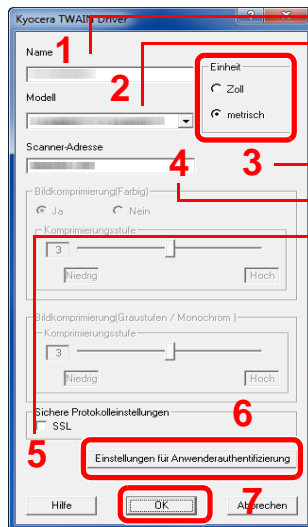 Kyocera TWAIN Driver
1
Name
Einheit
2
Zoll
Modell
metrisch
Scanner-Adresse
4
3
Bildkomprimierung(Farbig)
Ja Nein
Komprimierungsstufe
3
Niedrig Hoch
Bildkomprimierung(Graustufen / Monochrom )
Komprimierungsstufe
3
Niedrig Hoch
Sichere Protokolleinstellungen
6
SSL
5
Einstellungen für Anwenderauthentifizierung
7
Hilfe OK Abbrechen